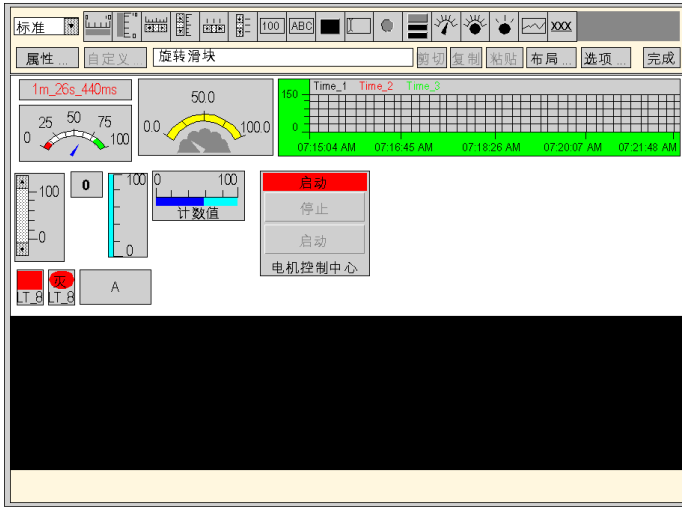 标准 100 ABC XXX
属性 ... 自定义 ... 旋转滑块 剪切 复制 粘贴 布局 ... 选项 ... 完成
1m_26s_440ms
0 25 50 75 100
50.0
0.0 100.0
Time_1 Time_2 Time_3
150
0
07:15:04 AM 07:16:45 AM 07:18:26 AM 07:20:07 AM 07:21:48 AM
100
0
0
100
0
0 100
计数值
启动
停止
启动
电机控制中心
LT_8
灭
LT_8
A